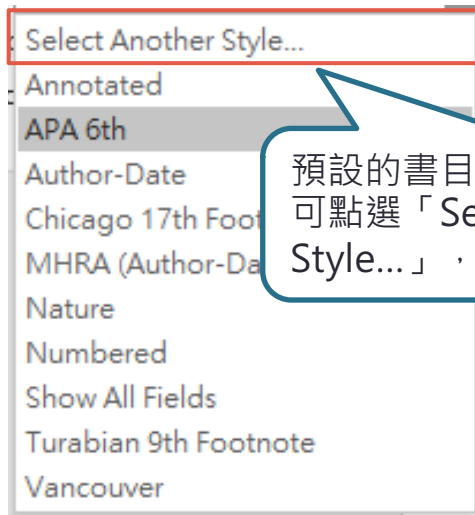 Select Another Style...
Annotated
APA 6th
Author-Date
Chicago 17th Foot
MHRA (Author-Da
Nature
Numbered
Show All Fields
Turabian 9th Footnote
Vancouver
預設的書目
可點選「Se
Style...」，